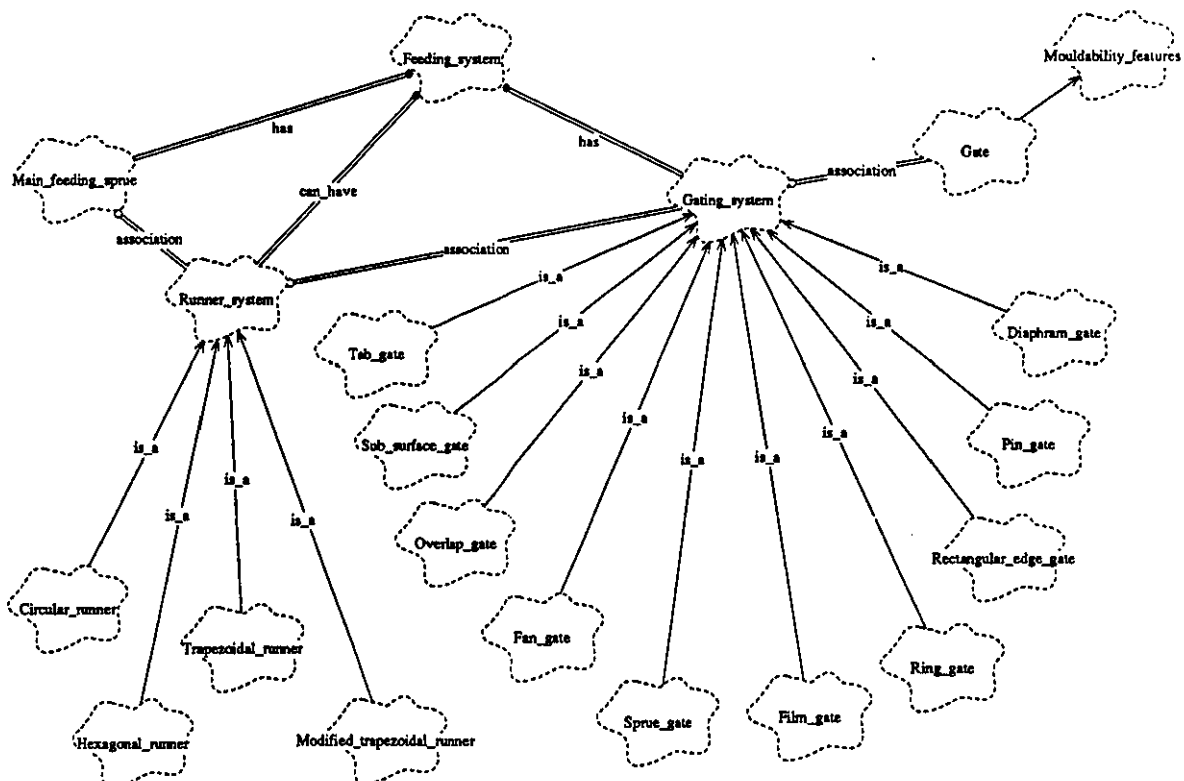 Feeding_system
Mouldability_features
has
has
Gate
Main_feeding_sprue
can_have
association
Gating_system
association
association
Runner_system
is_a
is_a
Diaphram_gate
is_a
is_a
Tab_gate
is_a
is_a
is_a
is_a
Sub_surface_gate
is_a
Pin_gate
is_a
is_a
is_a
is_a
is_a
is_a
Overlap_gate
Rectangular_edge_gate
Circular_runner
Fan_gate
Trapezoidal_runner
Ring_gate
Sprue_gate
Film_gate
Hexagonal_runner
Modified_trapezoidal_runner